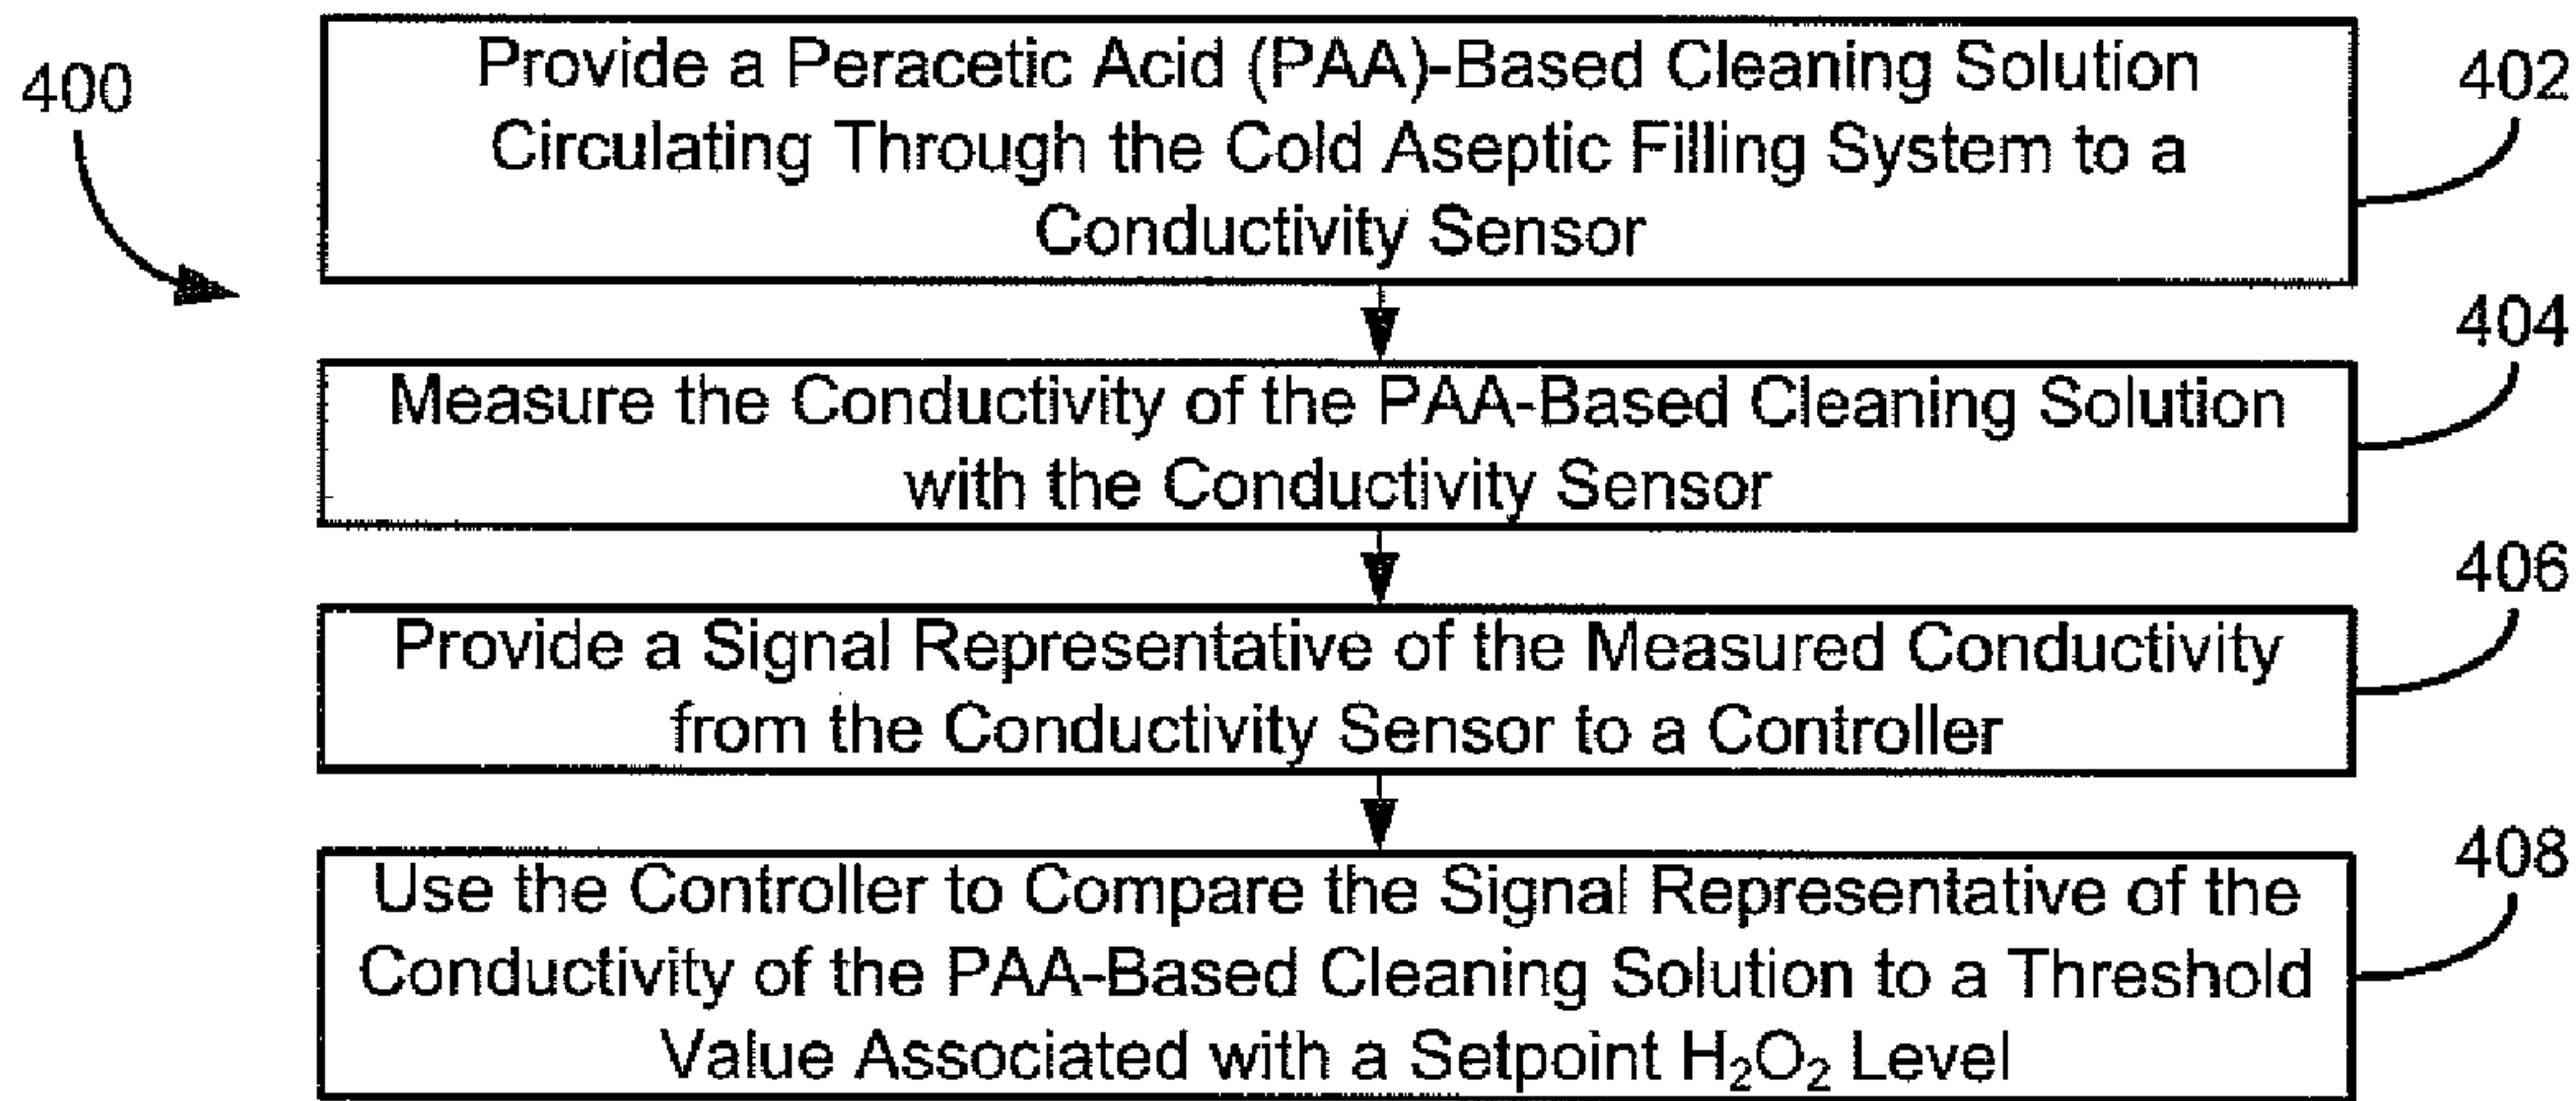 400
Provide a Peracetic Acid (PAA)-Based Cleaning Solution
Circulating Through the Cold Aseptic Filling System to a
Conductivity Sensor
402
Measure the Conductivity of the PAA-Based Cleaning Solution
with the Conductivity Sensor
404
Provide a Signal Representative of the Measured Conductivity
from the Conductivity Sensor to a Controller
406
Use the Controller to Compare the Signal Representative of the
Conductivity of the PAA-Based Cleaning Solution to a Threshold
Value Associated with a Setpoint H₂O₂ Level
408